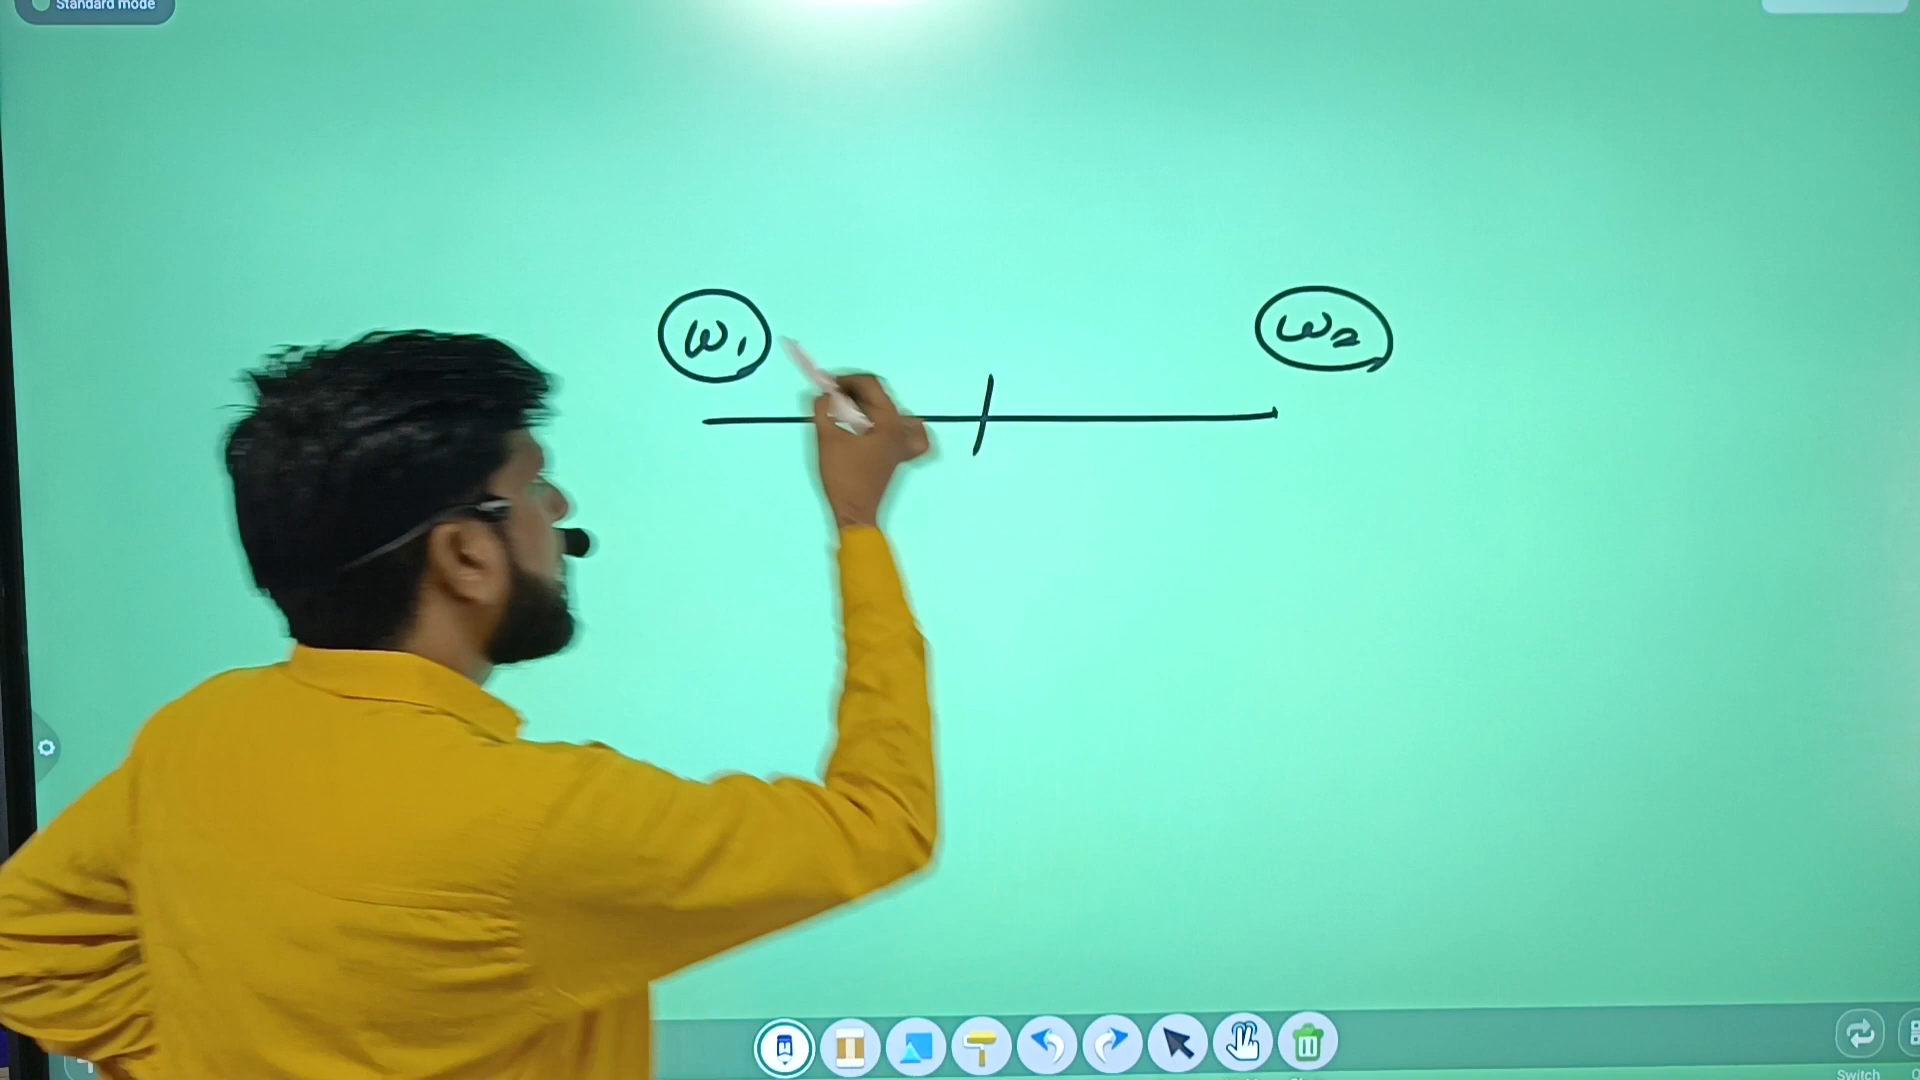 Standard mode
ω₁
ω₂
Switch